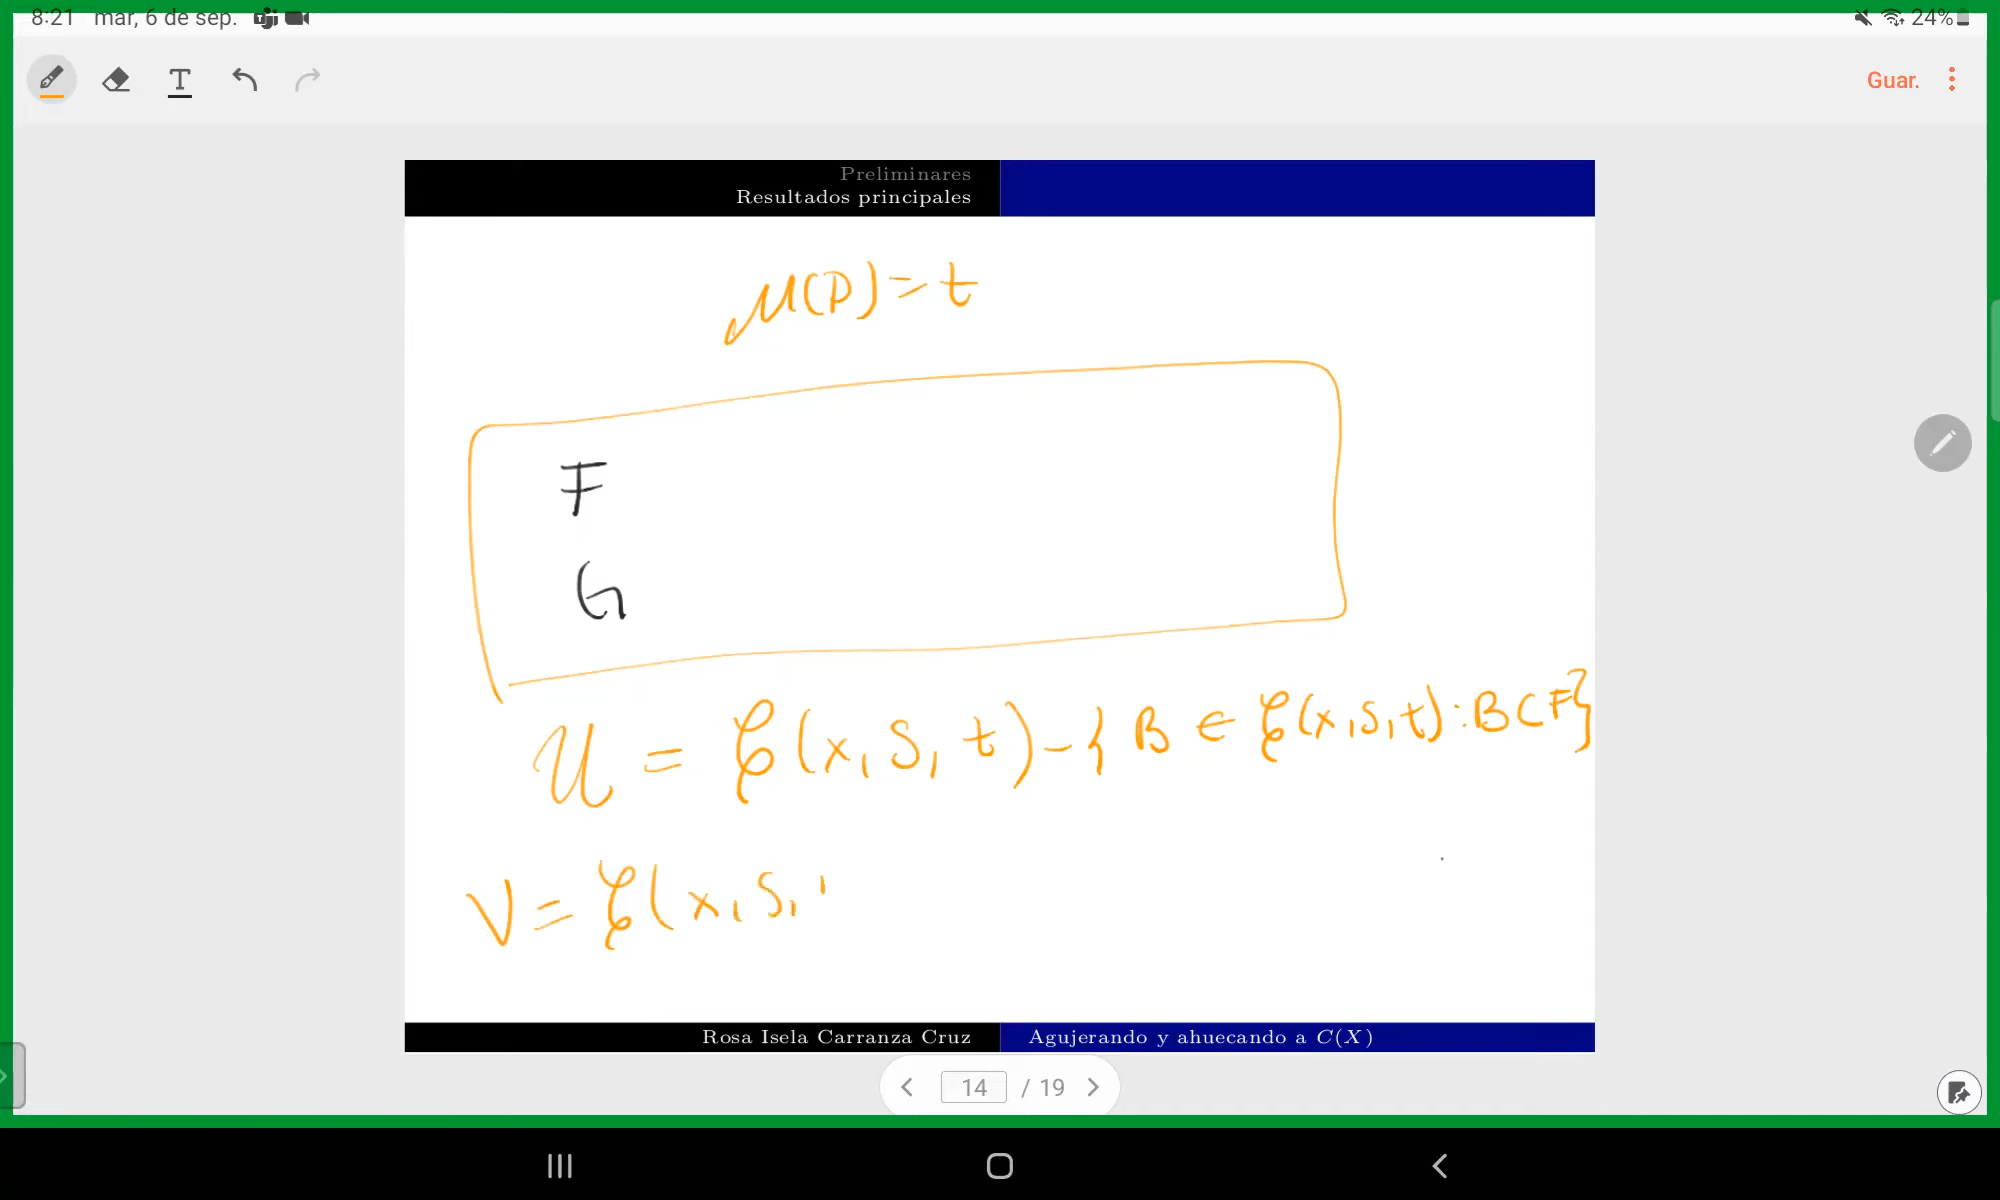 8:21 mar, 6 de sep. 24%
T Guar.
Preliminares
Resultados principales
μ(P) = t
F
G
U = C(x, s, t) - { B ∈ C(x, s, t) : B ⊂ F }
V = C(x, s, '
Rosa Isela Carranza Cruz Agujerando y ahuecando a C(X)
14 / 19